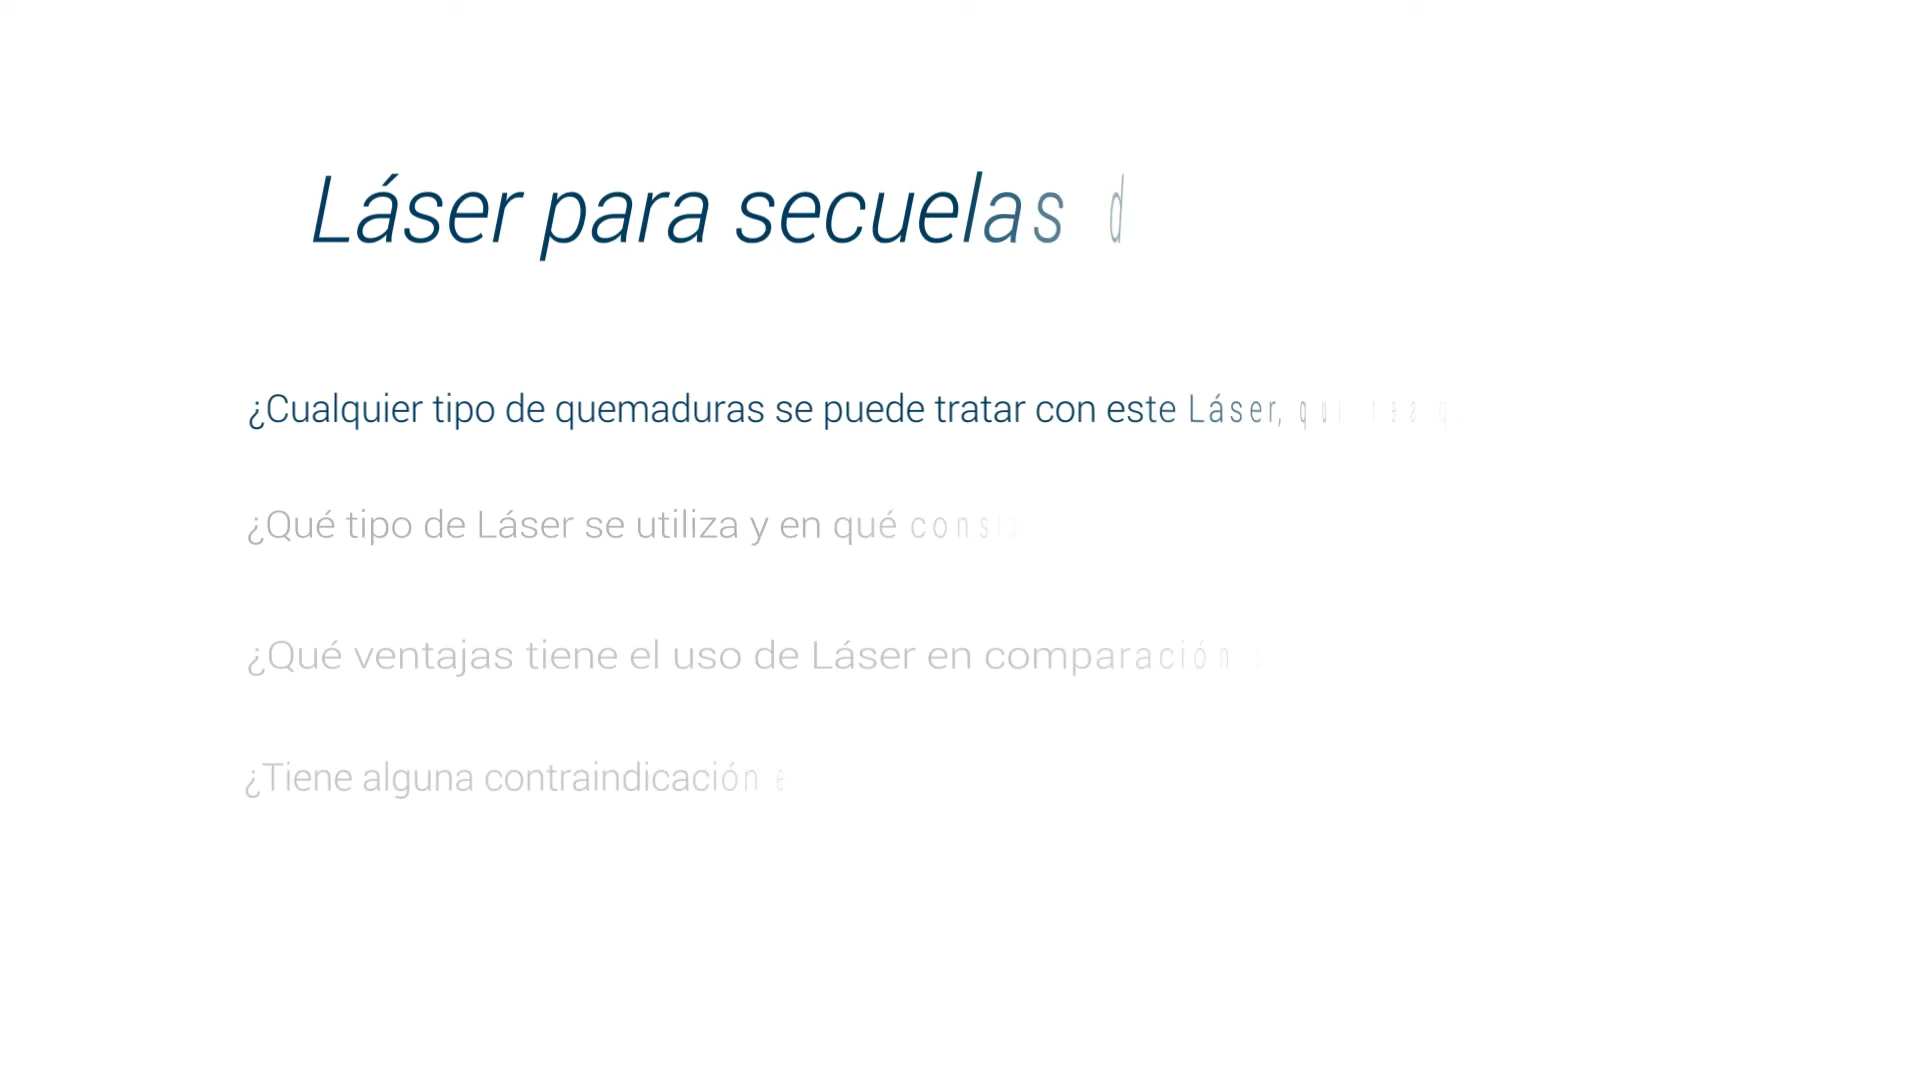 Láser para secuelas d
¿Cualquier tipo de quemaduras se puede tratar con este Láser,
¿Qué tipo de Láser se utiliza y en qué
¿Qué ventajas tiene el uso de Láser en comparación
¿Tiene alguna contraindicación